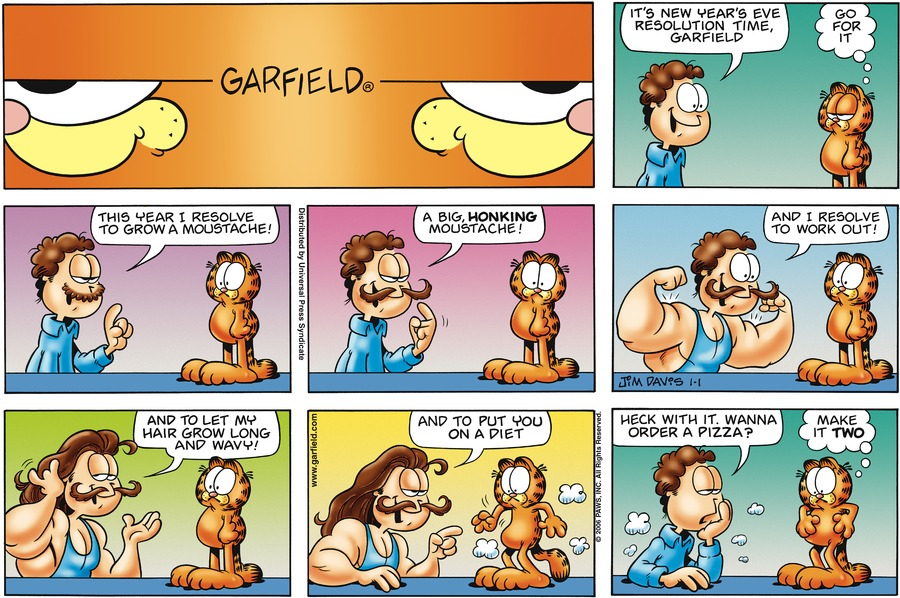 GARFIELD®
IT'S NEW YEAR'S EVE
RESOLUTION TIME,
GARFIELD
GO
FOR
IT
THIS YEAR I RESOLVE
TO GROW A MOUSTACHE!
Distributed by Universal Press Syndicate
A BIG, HONKING
MOUSTACHE!
AND I RESOLVE
TO WORK OUT!
JIM DAVIS 1-1
AND TO LET MY
HAIR GROW LONG
AND WAVY!
www.garfield.com
AND TO PUT YOU
ON A DIET
© 2006 PAWS, INC. All Rights Reserved.
HECK WITH IT. WANNA
ORDER A PIZZA?
MAKE
IT TWO